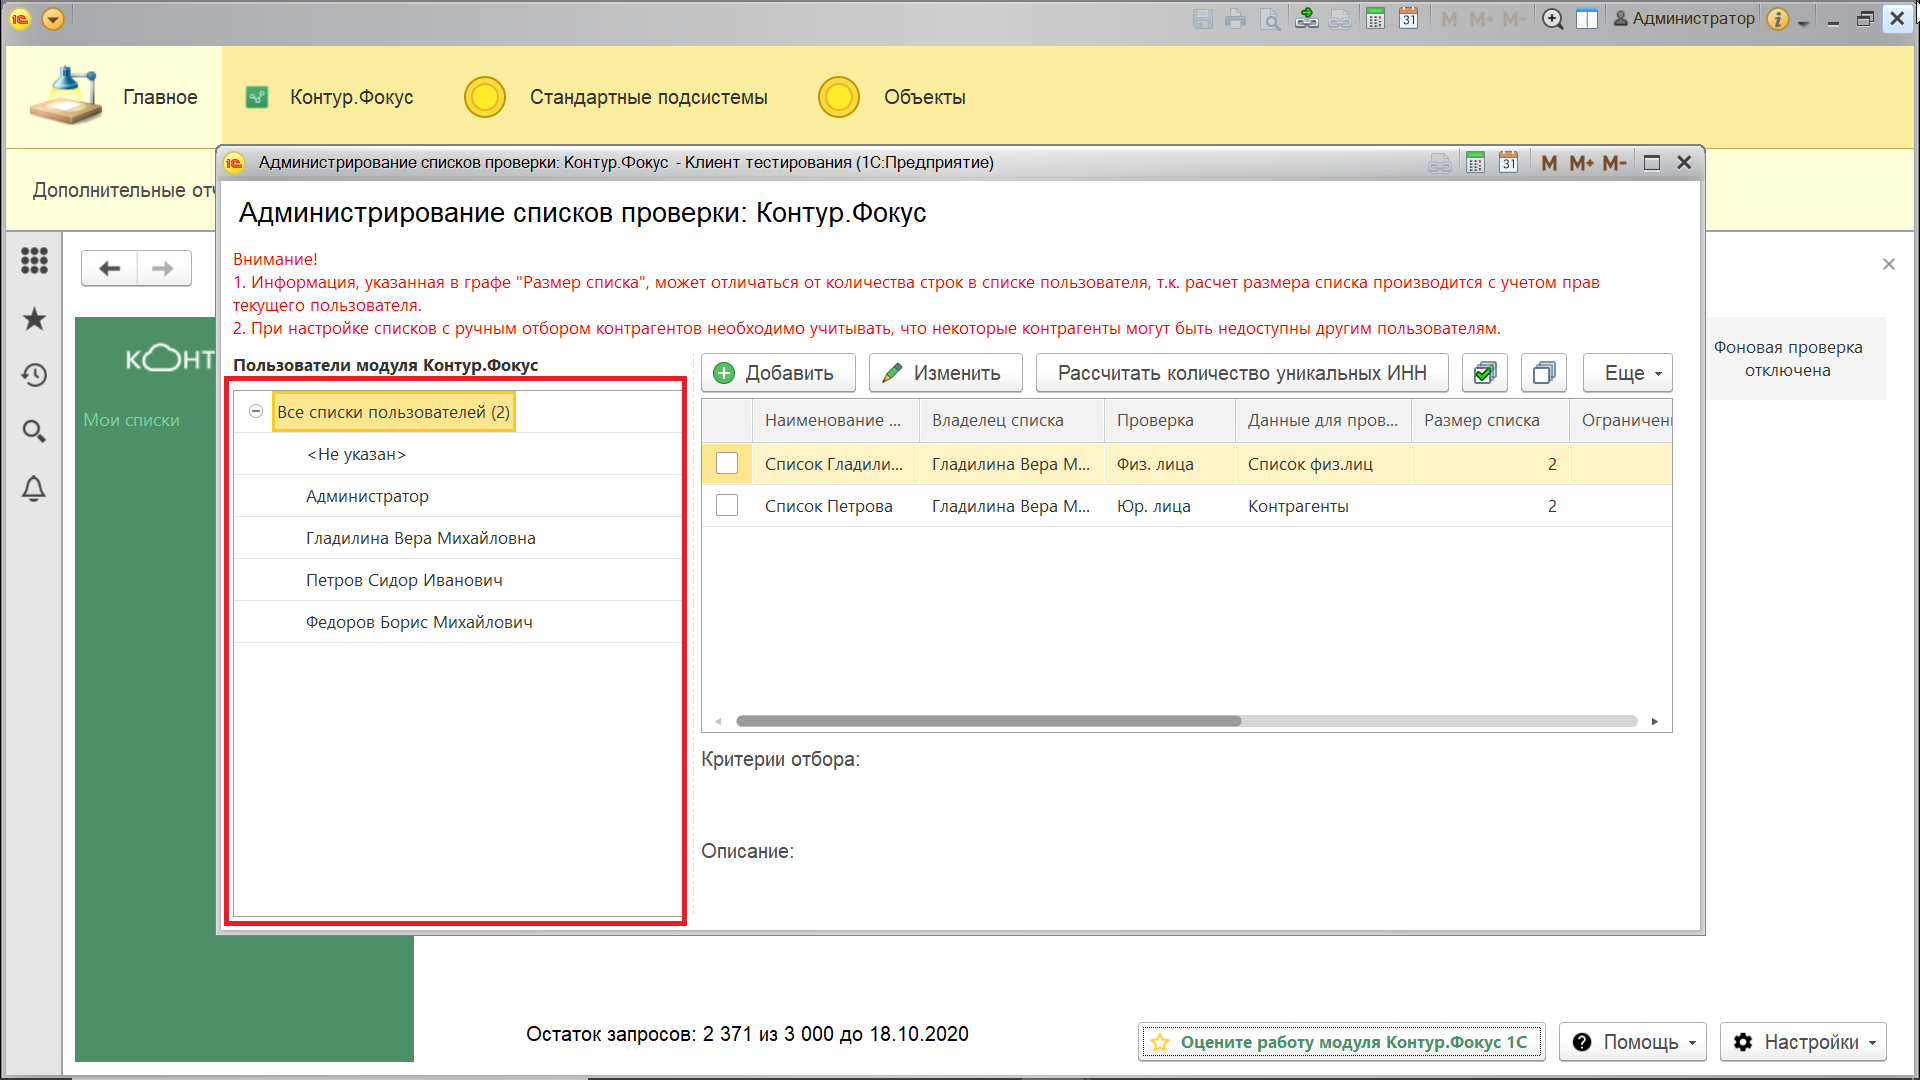 M M+ M-
Администратор
Главное
Контур.Фокус
Стандартные подсистемы
Объекты
Дополнительные отч
Администрирование списков проверки: Контур.Фокус - Клиент тестирования (1С:Предприятие)
31
M M+ M-
Администрирование списков проверки: Контур.Фокус
Внимание!
1. Информация, указанная в графе "Размер списка", может отличаться от количества строк в списке пользователя, т.к. расчет размера списка производится с учетом прав
текущего пользователя.
2. При настройке списков с ручным отбором контрагентов необходимо учитывать, что некоторые контрагенты могут быть недоступны другим пользователям.
КОНТ
Мои списки
Фоновая проверка
отключена
Пользователи модуля Контур.Фокус
Все списки пользователей (2)
<Не указан>
Администратор
Гладилина Вера Михайловна
Петров Сидор Иванович
Федоров Борис Михайлович
Добавить
Изменить
Рассчитать количество уникальных ИНН
Еще
Наименование ... Владелец списка Проверка Данные для пров... Размер списка Ограничен
Список Гладили... Гладилина Вера М... Физ. лица Список физ.лиц 2
Список Петрова Гладилина Вера М... Юр. лица Контрагенты 2
Критерии отбора:
Описание:
Остаток запросов: 2 371 из 3 000 до 18.10.2020
Оцените работу модуля Контур.Фокус 1С
Помощь
Настройки